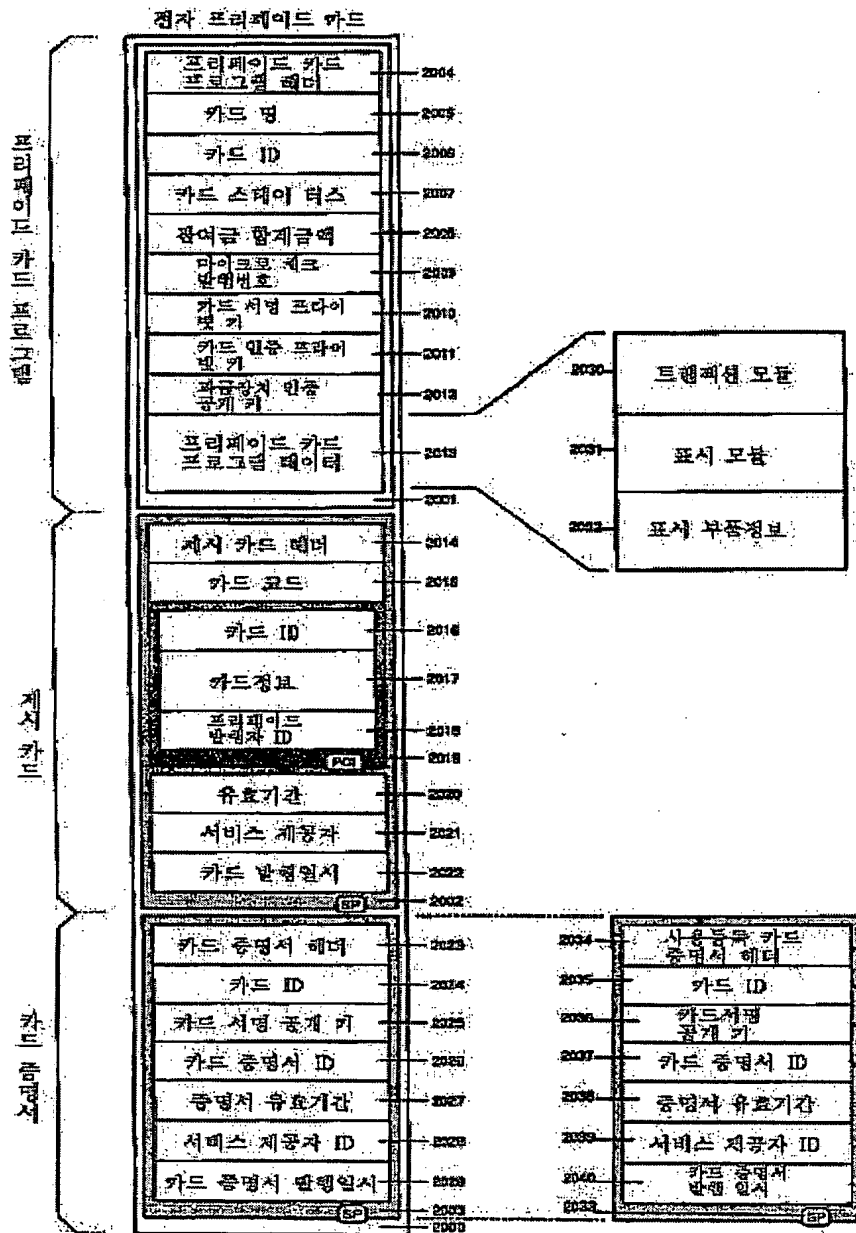 전자 프리페이드 카드
프리페이드 카드 프로그램
프리페이드 카드
프로그램 헤더
2004
카드 명
2005
카드 ID
2006
카드 스테이터스
2007
잔여금 합계금액
2008
마이크로 체크
발행번호
2009
카드 서명 프라이
빗 키
2010
카드 인증 프라이
빗 키
2011
과금장치 인증
공개 키
2012
프리페이드 카드
프로그램 데이터
2013
2001
2030
트랜잭션 모듈
2031
표시 모듈
2032
표시 부품정보
제시 카드
제시 카드 헤더
2014
카드 코드
2015
카드 ID
2016
카드정보
2017
프리페이드
발행자 ID
2018
PCI
2019
유효기간
2020
서비스 제공자
2021
카드 발행일시
2022
SP
2002
카드 증명서
카드 증명서 헤더
2023
카드 ID
2024
카드 서명 공개 키
2025
카드 증명서 ID
2026
증명서 유효기간
2027
서비스 제공자 ID
2028
카드 증명서 발행일시
2029
SP
2003
2000
2034
사용등록 카드
증명서 헤더
2035
카드 ID
2036
카드서명
공개 키
2037
카드 증명서 ID
2038
증명서 유효기간
2039
서비스 제공자 ID
2040
카드 증명서
발행 일시
2033
SP